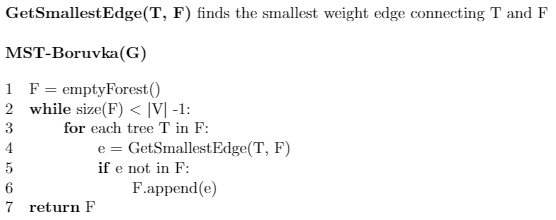 GetSmallestEdge(T, F) finds the smallest weight edge connecting T and F
MST-Boruvka(G)
1 F = emptyForest()
2 while size(F) < |V| -1:
3 for each tree T in F:
4 e = GetSmallestEdge(T, F)
5 if e not in F:
6 F.append(e)
7 return F